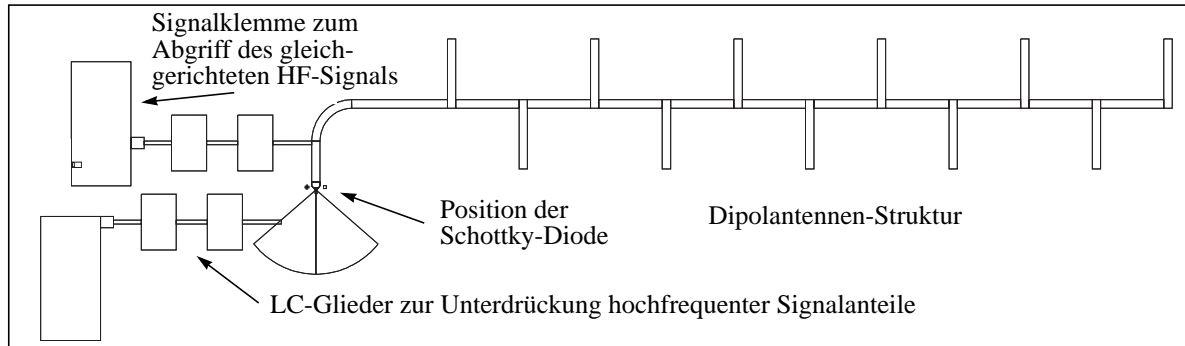 Signalklemme zum
Abgriff des gleich-
gerichteten HF-Signals
Position der
Schottky-Diode
Dipolantennen-Struktur
LC-Glieder zur Unterdrückung hochfrequenter Signalanteile